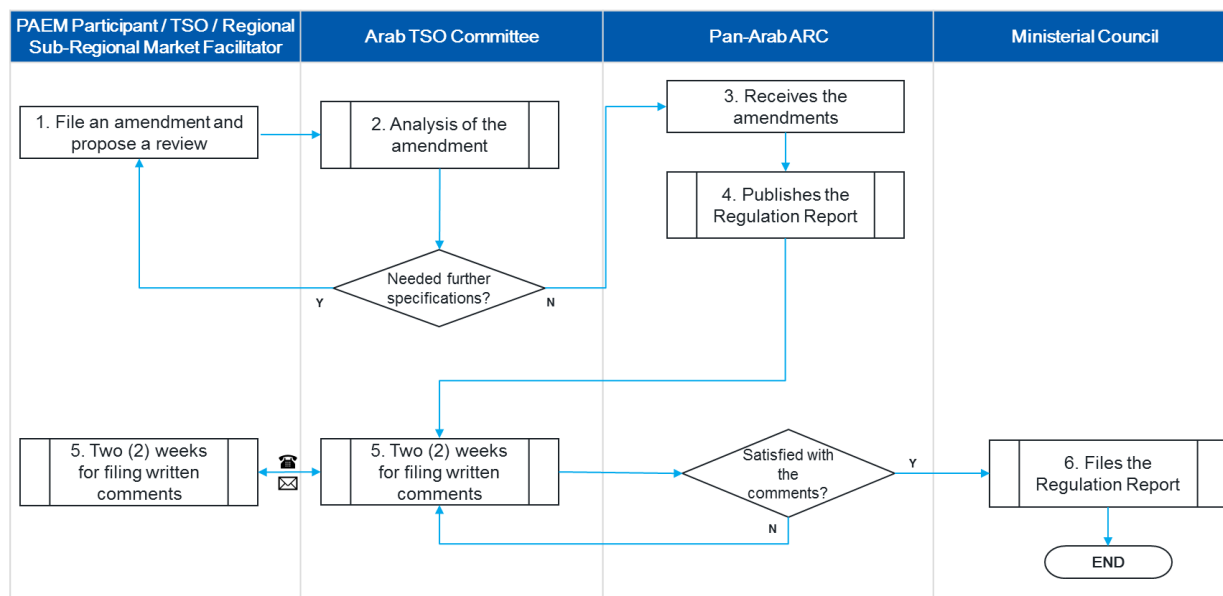 PAEM Participant / TSO / Regional
Sub-Regional Market Facilitator
Arab TSO Committee
Pan-Arab ARC
Ministerial Council
1. File an amendment and
propose a review
2. Analysis of the
amendment
3. Receives the
amendments
4. Publishes the
Regulation Report
Needed further
specifications?
Y
N
5. Two (2) weeks
for filing written
comments
5. Two (2) weeks
for filing written
comments
Satisfied with
the
comments?
Y
N
6. Files the
Regulation Report
END